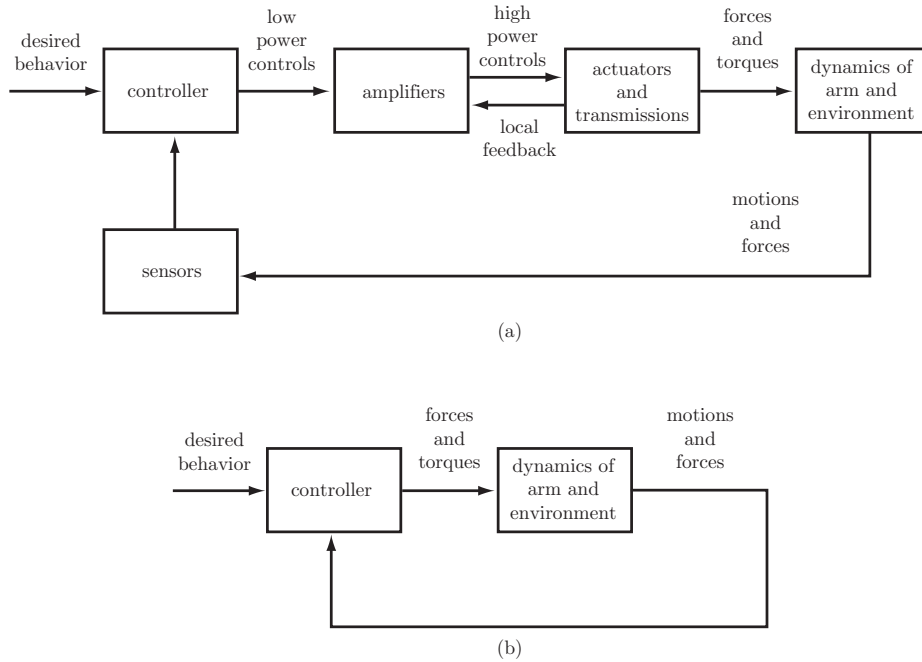 desired
behavior
controller
low
power
controls
amplifiers
high
power
controls
local
feedback
actuators
and
transmissions
forces
and
torques
dynamics of
arm and
environment
motions
and
forces
sensors
(a)
desired
behavior
controller
forces
and
torques
dynamics of
arm and
environment
motions
and
forces
(b)